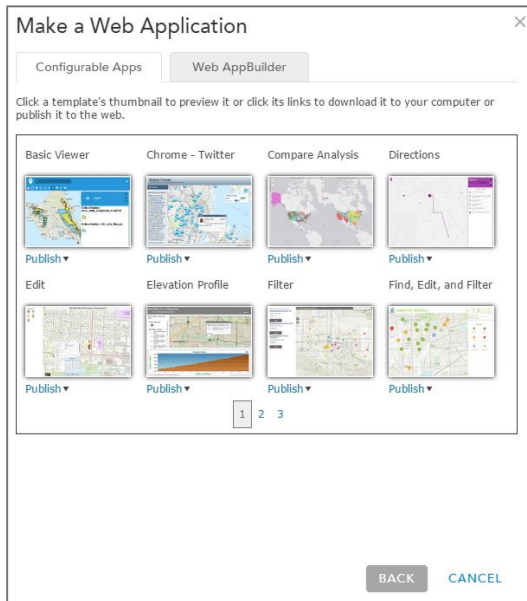 Make a Web Application
×
Configurable Apps
Web AppBuilder
Click a template's thumbnail to preview it or click its links to download it to your computer or
publish it to the web.
Basic Viewer
Chrome - Twitter
Compare Analysis
Directions
Publish ▾
Publish ▾
Publish ▾
Publish ▾
Edit
Elevation Profile
Filter
Find, Edit, and Filter
Publish ▾
Publish ▾
Publish ▾
Publish ▾
1 2 3
BACK
CANCEL